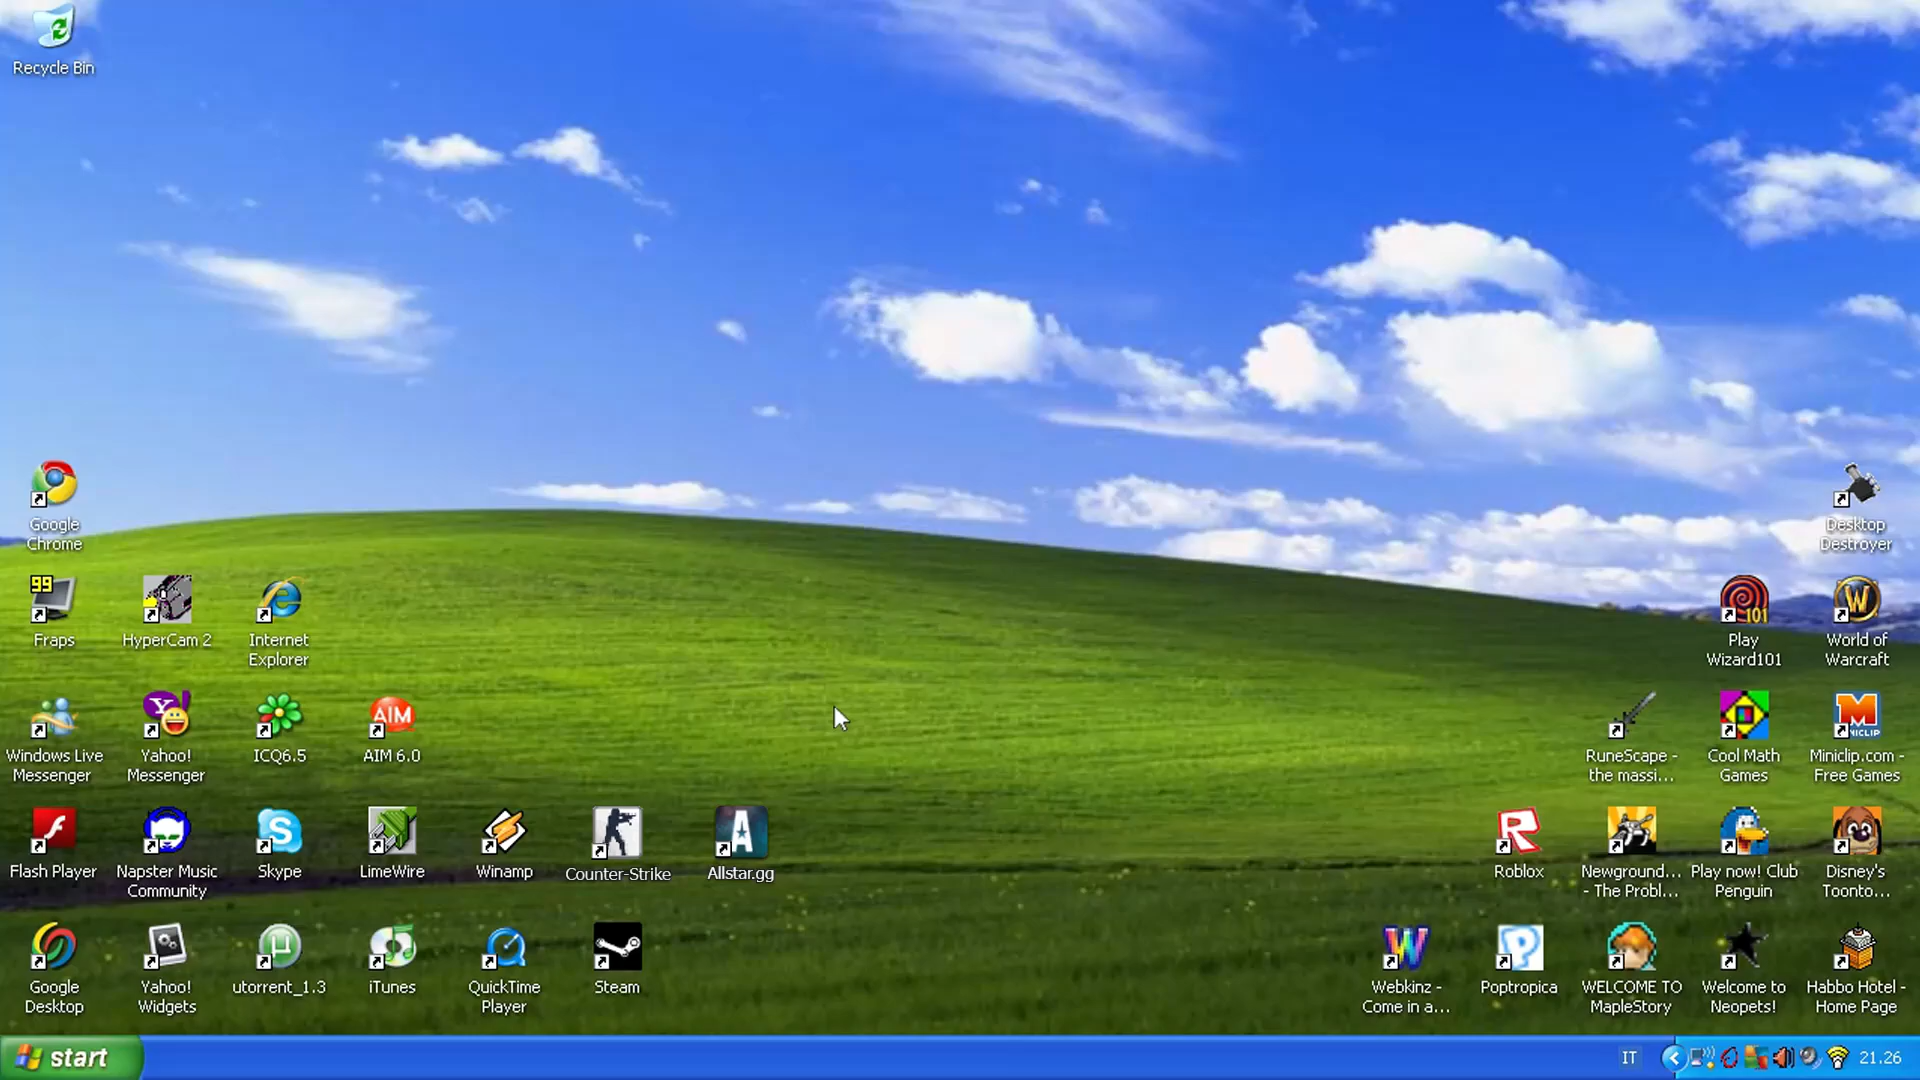 Recycle Bin
Google
Chrome
Desktop
Destroyer
99
Fraps
HyperCam 2
Internet
Explorer
101
Play
Wizard101
W
World of
Warcraft
Windows Live
Messenger
Y!
Yahoo!
Messenger
ICQ6.5
AIM
AIM 6.0
RuneScape -
the massi...
Cool Math
Games
M
MINICLIP
Miniclip.com -
Free Games
Flash Player
Napster Music
Community
S
Skype
LimeWire
Winamp
Counter-Strike
A
Allstar.gg
R
Roblox
Newground...
- The Probl...
Play now! Club
Penguin
Disney's
Toonto...
Google
Desktop
Yahoo!
Widgets
µ
utorrent_1.3
iTunes
QuickTime
Player
Steam
W
Webkinz -
Come in a...
P
Poptropica
WELCOME TO
MapleStory
Welcome to
Neopets!
Habbo Hotel -
Home Page
start
IT
21.26